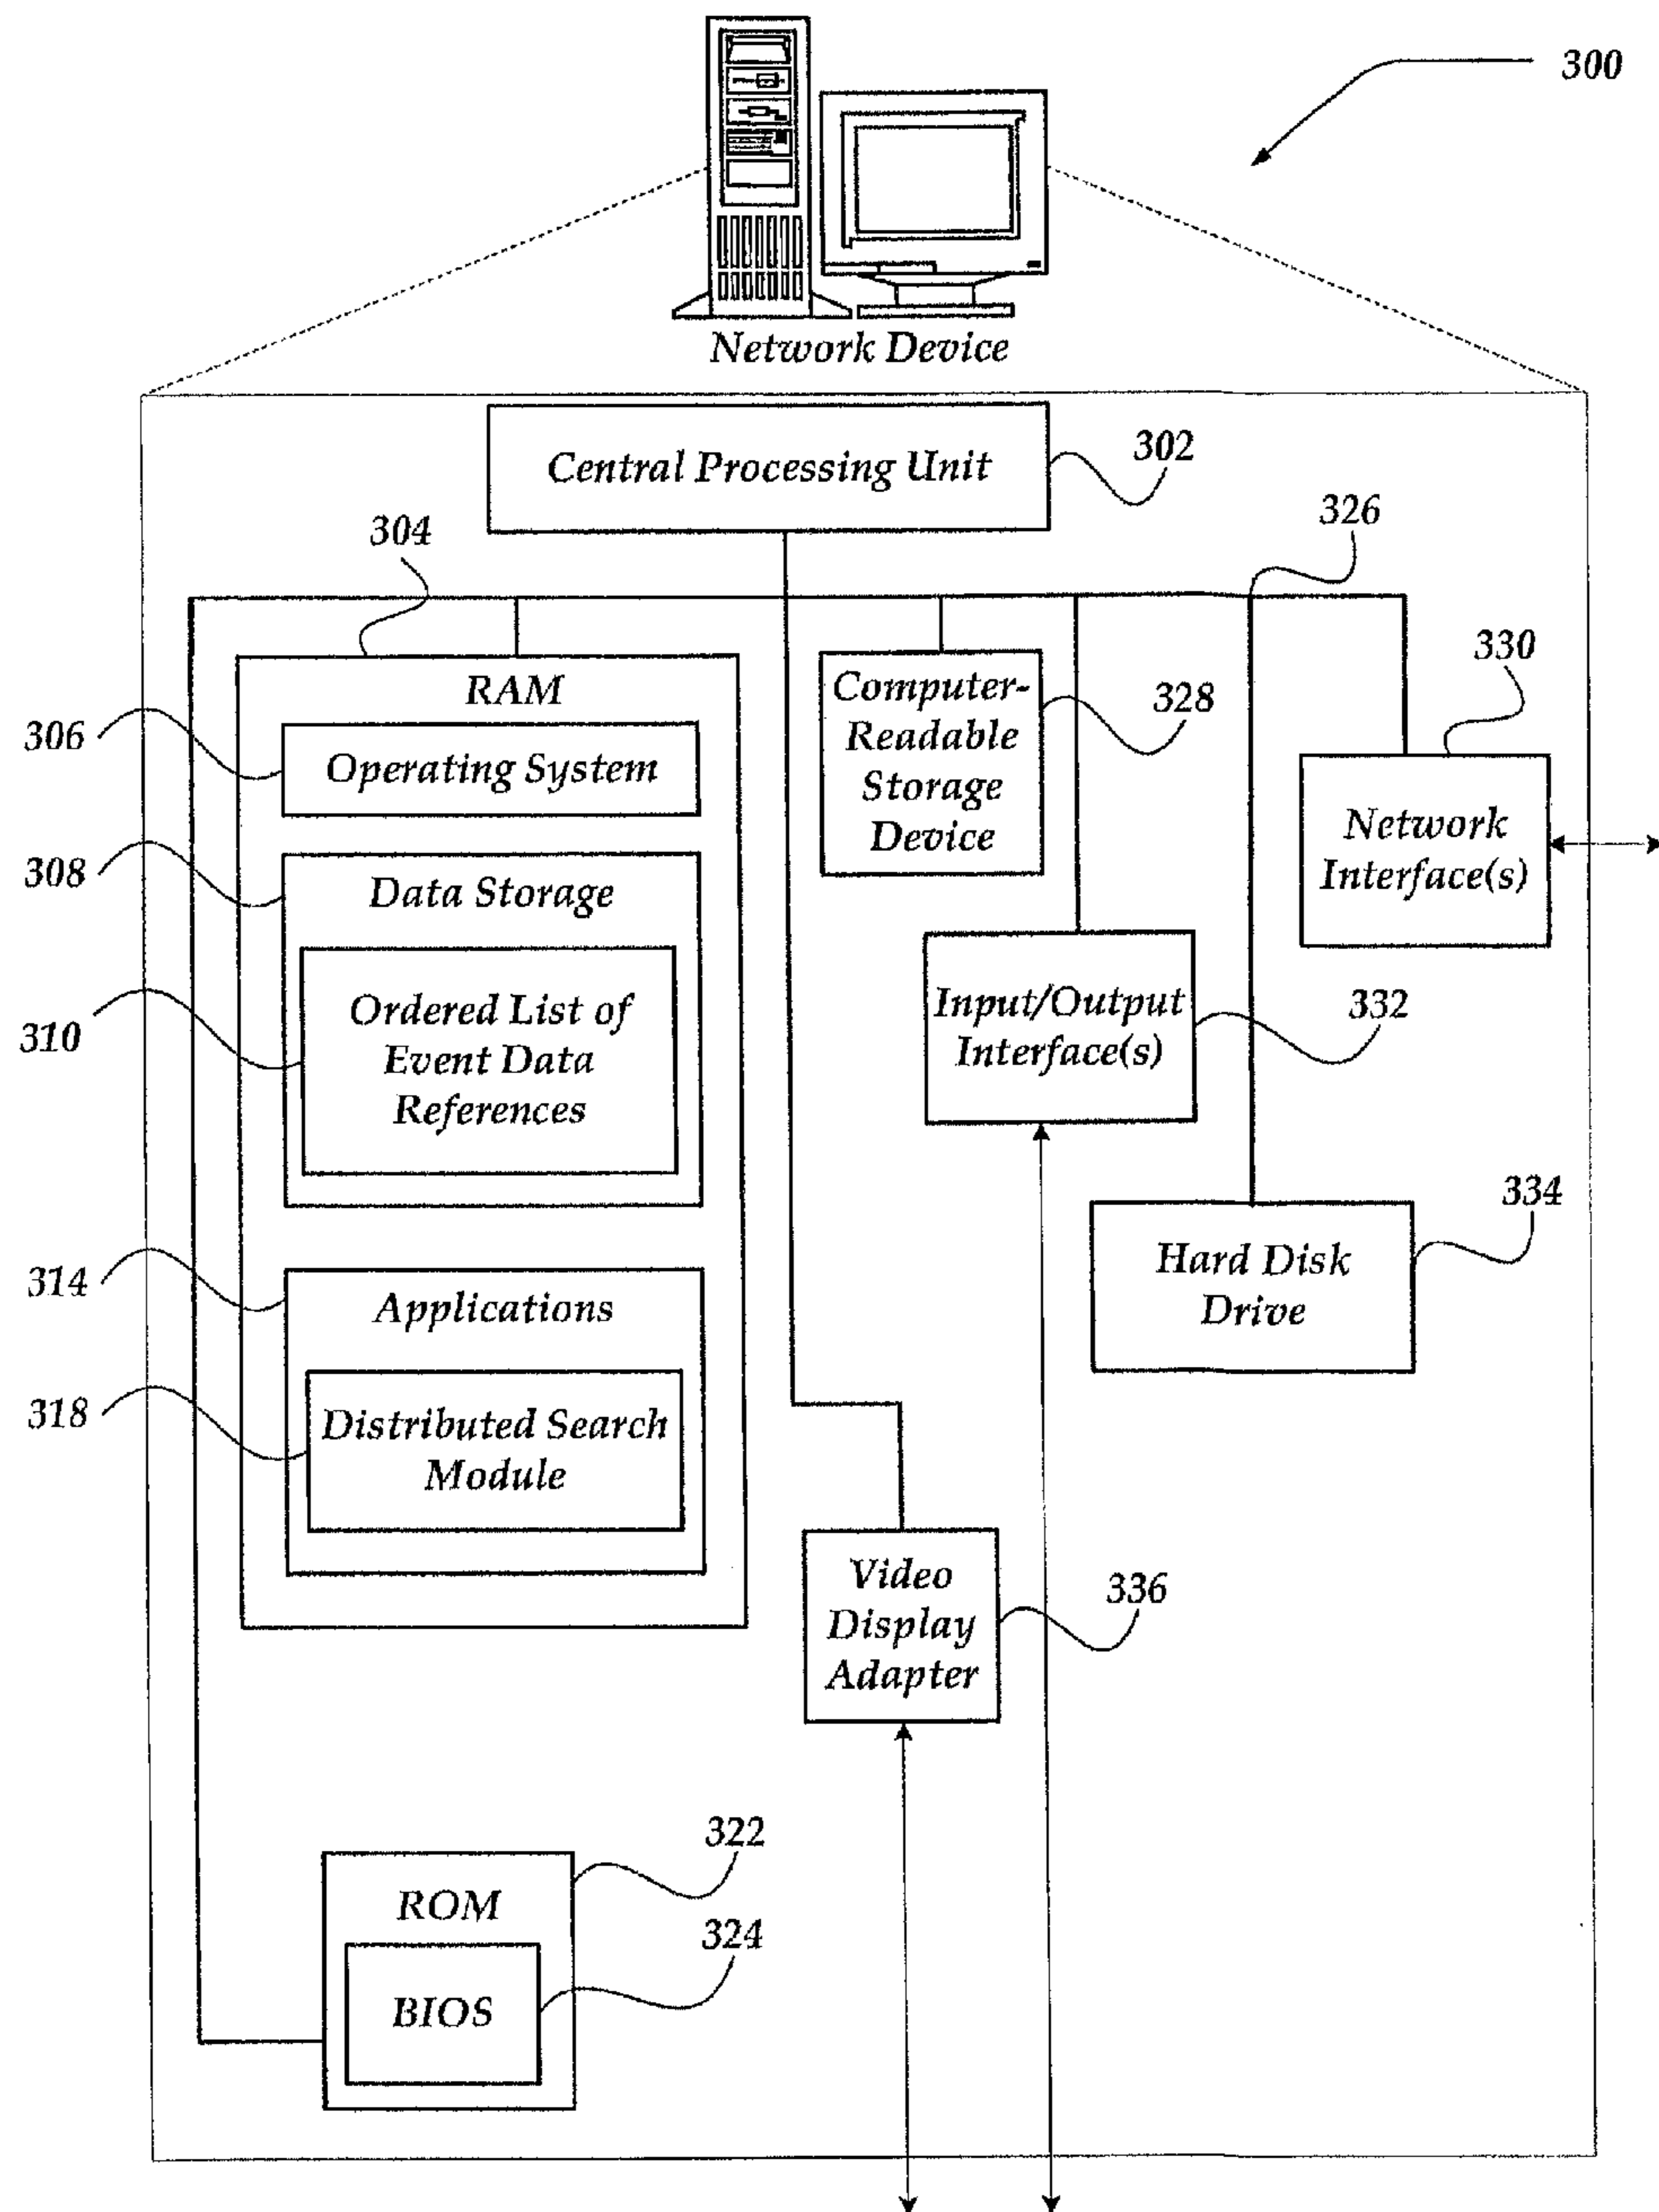 300
Network Device
Central Processing Unit
302
304
326
RAM
330
306
Operating System
Computer-
Readable
Storage
Device
328
Network
Interface(s)
308
Data Storage
310
Ordered List of
Event Data
References
Input/Output
Interface(s)
332
334
Hard Disk
Drive
314
Applications
318
Distributed Search
Module
Video
Display
Adapter
336
322
ROM
324
BIOS